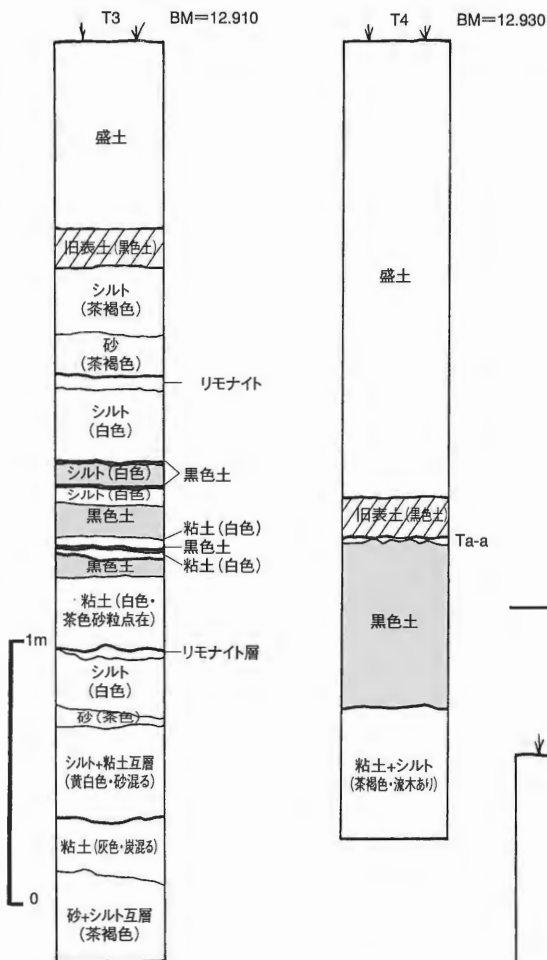 T3
BM=12.910
盛土
旧表土(黒色土)
シルト
(茶褐色)
砂
(茶褐色)
リモナイト
シルト
(白色)
シルト(白色)
黒色土
シルト(白色)
黒色土
粘土(白色)
黒色土
粘土(白色)
黒色土
粘土(白色・
茶色砂粒点在)
1m
リモナイト層
シルト
(白色)
砂(茶色)
シルト+粘土互層
(黄白色・砂混る)
粘土(灰色・炭混る)
0
砂+シルト互層
(茶褐色)
T4
BM=12.930
盛土
旧表土(黒色土)
Ta-a
黒色土
粘土+シルト
(茶褐色・流木あり)